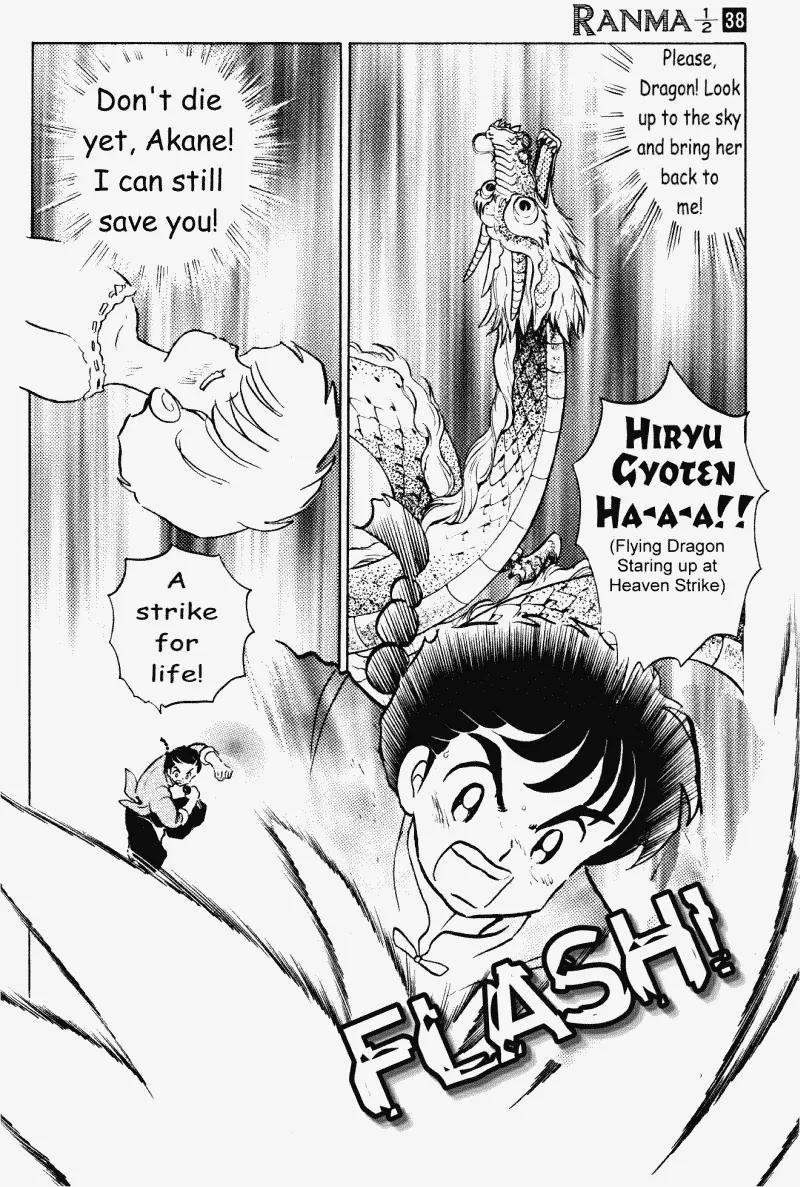 RANMA 1/2 38
Please,
Dragon! Look
up to the sky
and bring her
back to
me!
HIRYU
GYOTEN
HA-A-A!!
(Flying Dragon
Staring up at
Heaven Strike)
Don't die
yet, Akane!
I can still
save you!
A
strike
for
life!
FLASH!